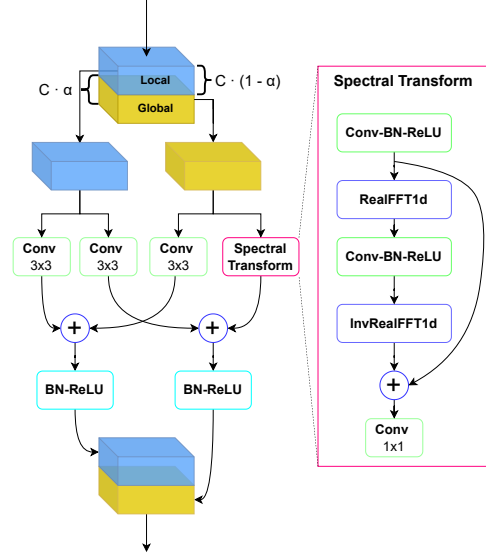 Local
Global
C · α
C · (1 - α)
Conv
3x3
Conv
3x3
Conv
3x3
Spectral
Transform
+
+
BN-ReLU
BN-ReLU
Spectral Transform
Conv-BN-ReLU
RealFFT1d
Conv-BN-ReLU
InvRealFFT1d
+
Conv
1x1